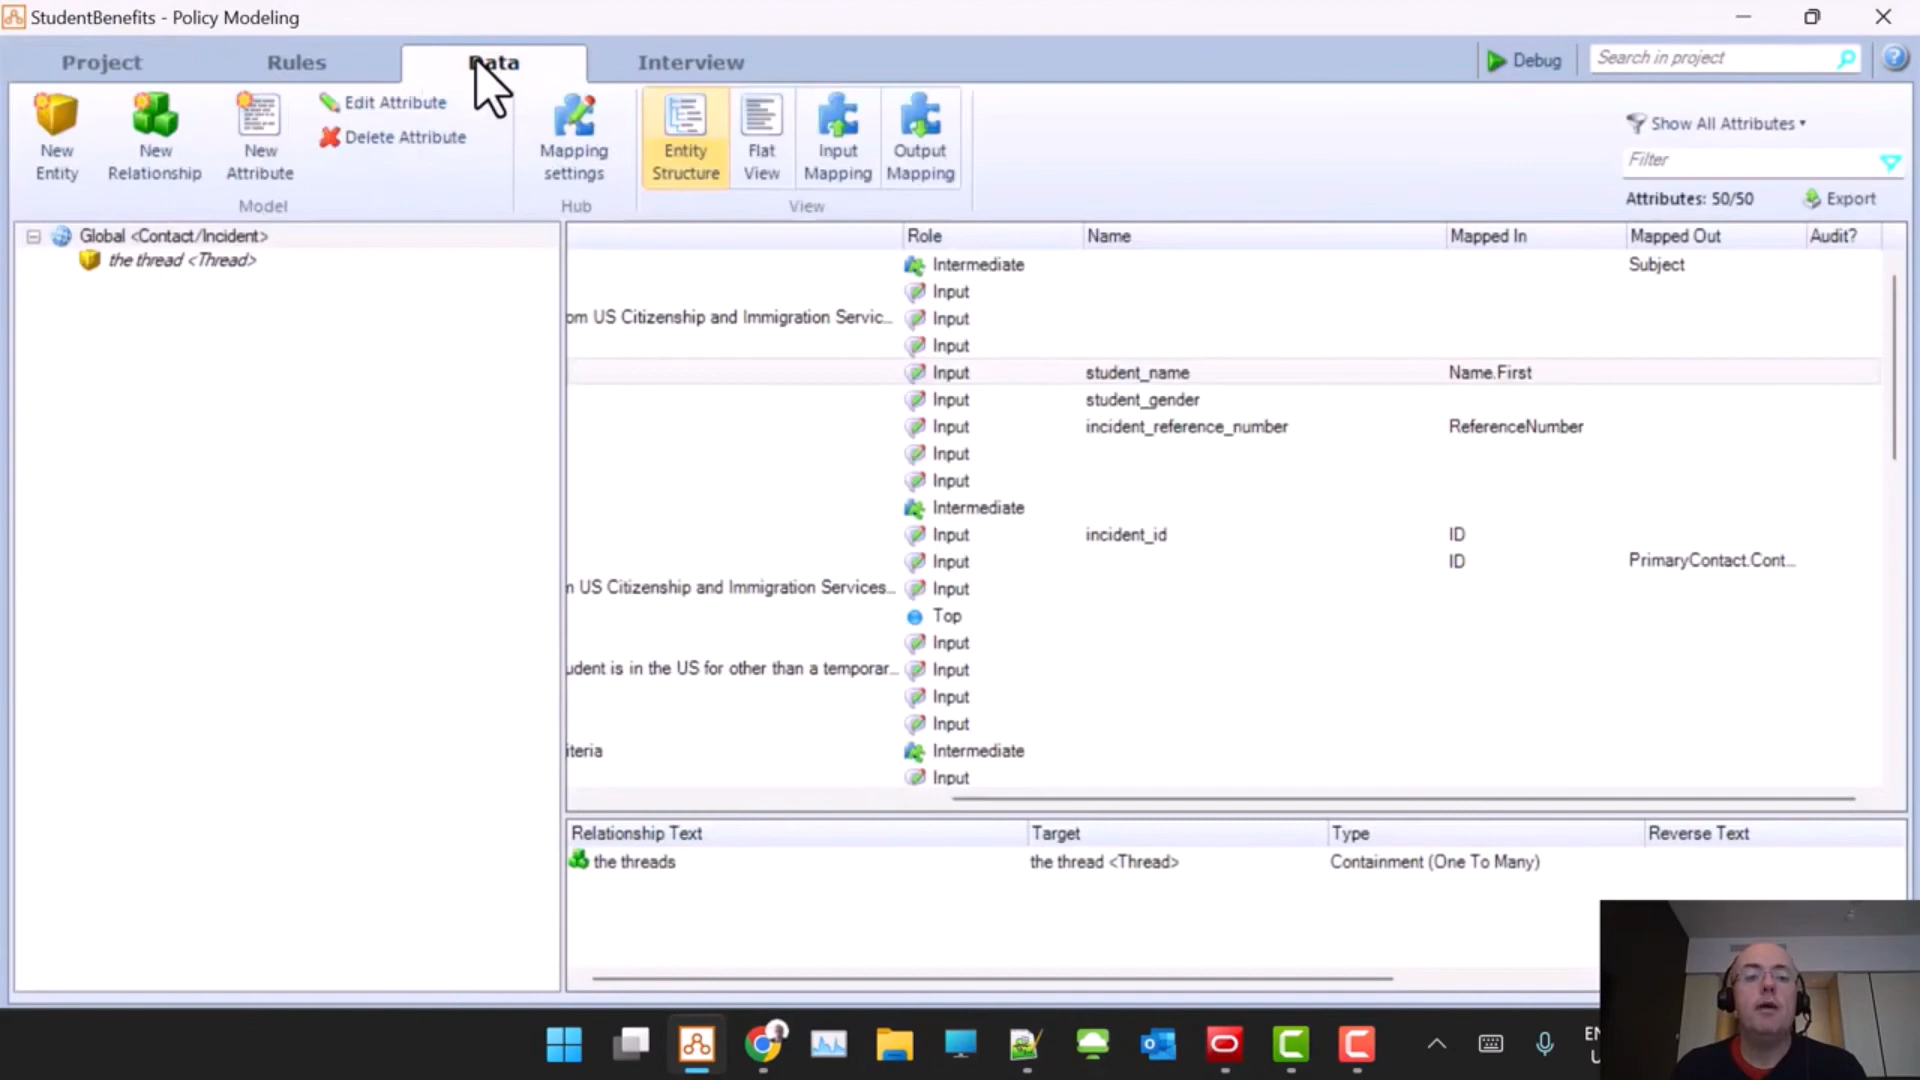 StudentBenefits - Policy Modeling
Project
Rules
Data
Interview
Debug
Search in project
New Entity
New Relationship
New Attribute
Edit Attribute
Delete Attribute
Model
Mapping settings
Hub
Entity Structure
Flat View
Input Mapping
Output Mapping
View
Show All Attributes
Filter
Attributes: 50/50
Export
Global <Contact/Incident>
the thread <Thread>
Role Name Mapped In Mapped Out Audit?
Intermediate Subject
Input
om US Citizenship and Immigration Servic... Input
Input
Input student_name Name.First
Input student_gender
Input incident_reference_number ReferenceNumber
Input
Input
Intermediate
Input incident_id ID
Input ID PrimaryContact.Cont...
n US Citizenship and Immigration Services... Input
Top
Input
udent is in the US for other than a temporar... Input
Input
Input
iteria Intermediate
Input
Relationship Text Target Type Reverse Text
the threads the thread <Thread> Containment (One To Many)